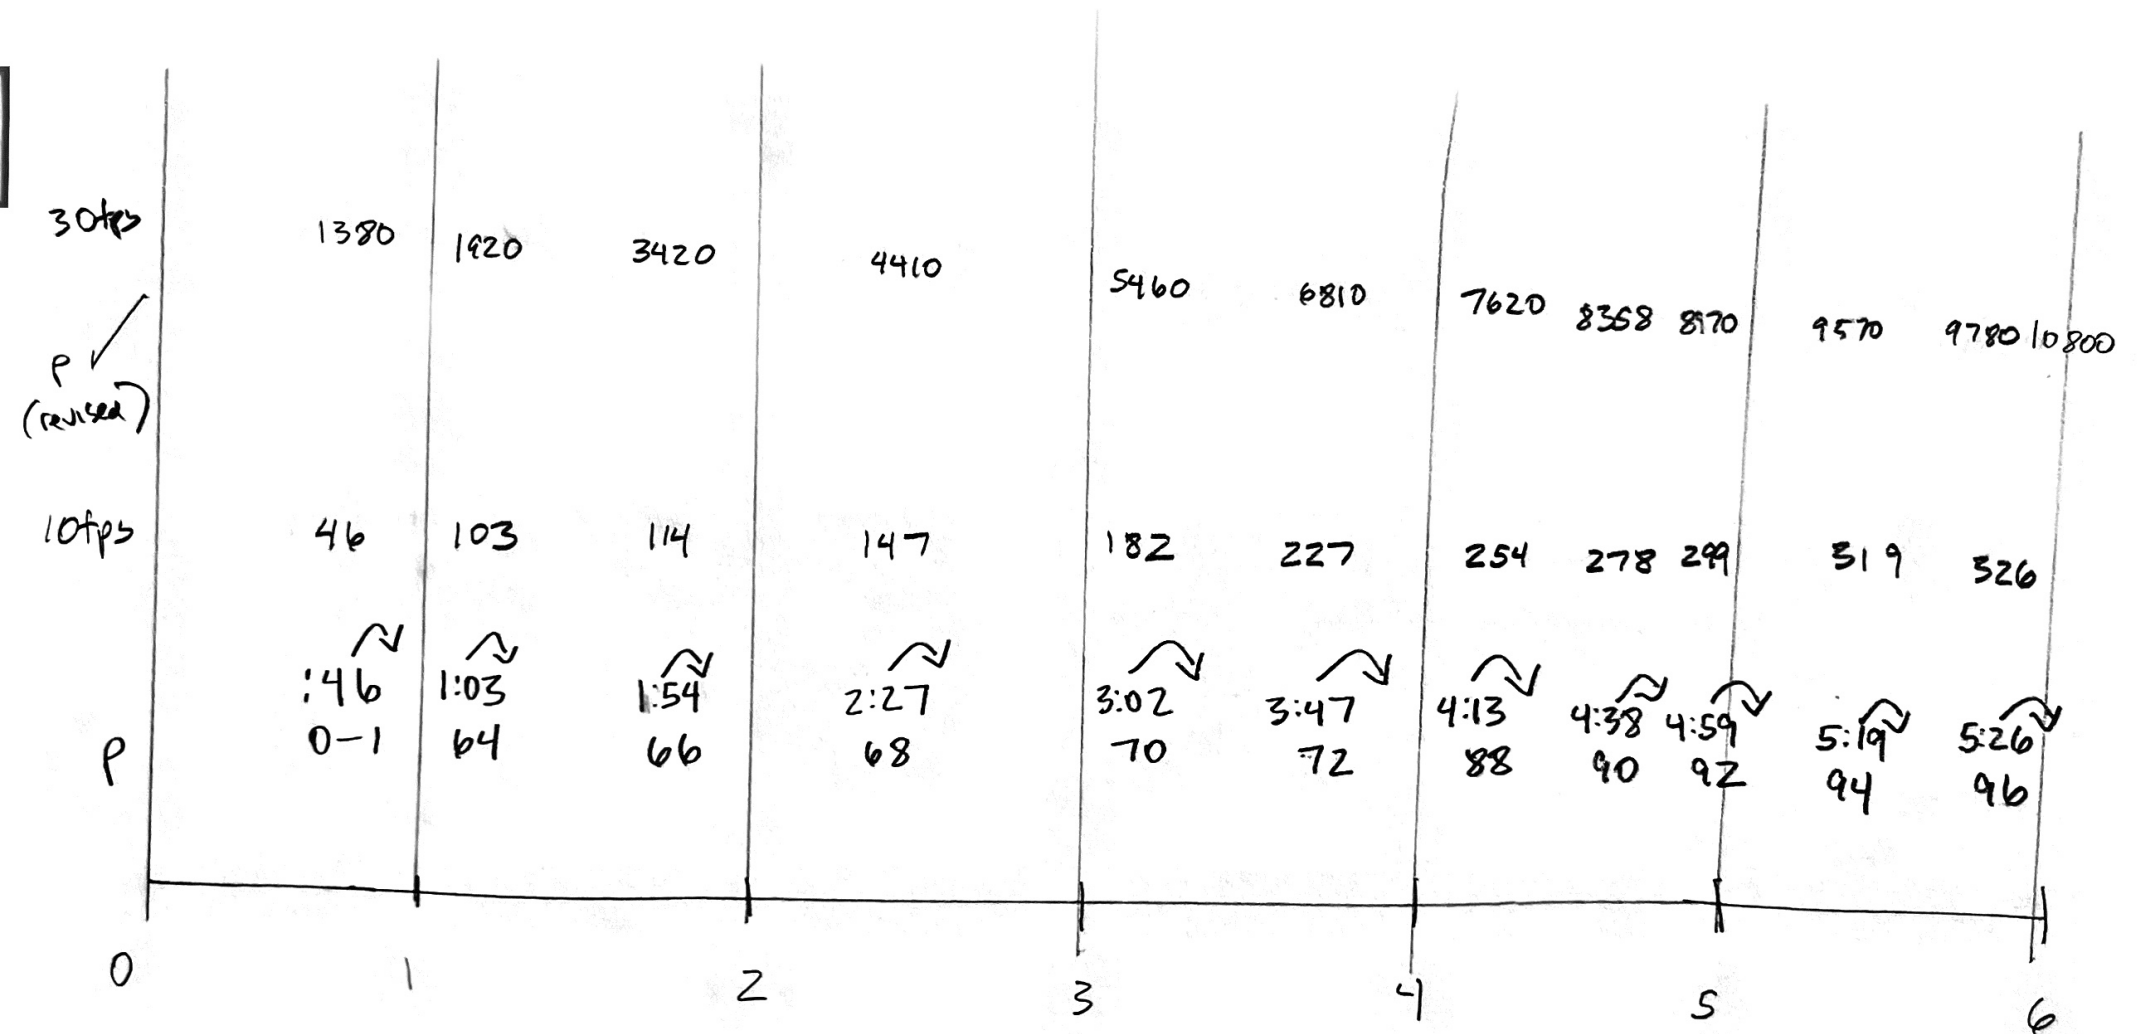 30fps 1380 1920 3420 4410 5460 6810 7620 8368 8970 9570 9780 10800
p
(revised)
10fps 46 103 114 147 182 227 254 278 299 319 326
:46 1:03 1:54 2:27 3:02 3:47 4:13 4:38 4:59 5:19 5:26
p 0-1 64 66 68 70 72 88 90 92 94 96
0 1 2 3 4 5 6